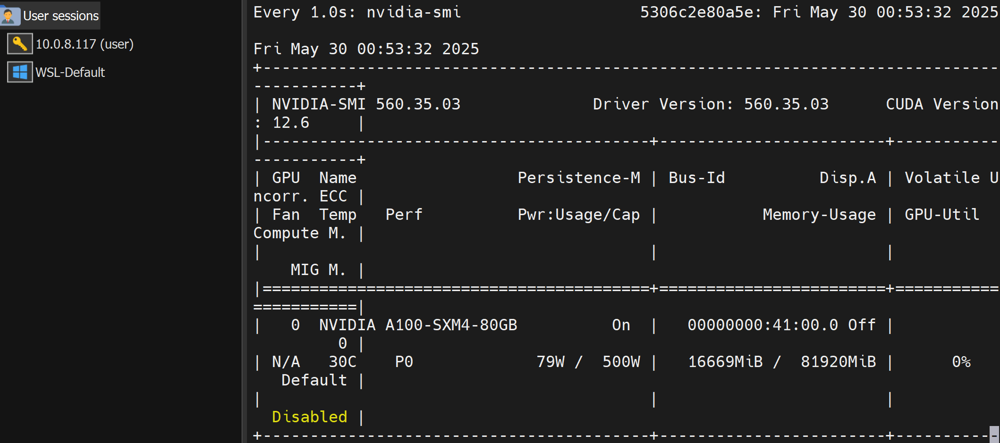 User sessions
10.0.8.117 (user)
WSL-Default
Every 1.0s: nvidia-smi                   5306c2e80a5e: Fri May 30 00:53:32 2025
Fri May 30 00:53:32 2025
+------------------------------------------------------------------------------
-----------+
| NVIDIA-SMI 560.35.03              Driver Version: 560.35.03      CUDA Version
: 12.6     |
|-----------------------------------------+------------------------+-----------
-----------+
| GPU  Name                 Persistence-M | Bus-Id          Disp.A | Volatile U
ncorr. ECC |
| Fan  Temp   Perf          Pwr:Usage/Cap |           Memory-Usage | GPU-Util
Compute M. |
|                                         |                        |
    MIG M. |
|=========================================+========================+===========
===========|
|   0  NVIDIA A100-SXM4-80GB          On  |   00000000:41:00.0 Off |
         0 |
| N/A   30C    P0             79W /  500W |   16669MiB /  81920MiB |      0%
   Default |
|                                         |                        |
  Disabled |
+-----------------------------------------+------------------------+-----------